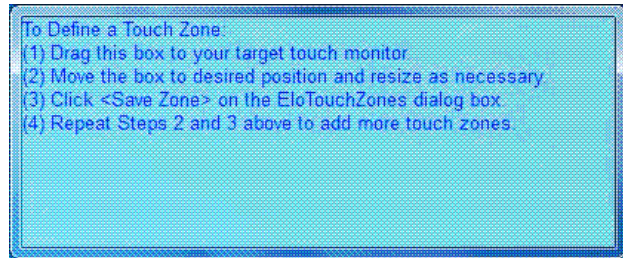 To Define a Touch Zone:
(1) Drag this box to your target touch monitor.
(2) Move the box to desired position and resize as necessary.
(3) Click <Save Zone> on the EloTouchZones dialog box.
(4) Repeat Steps 2 and 3 above to add more touch zones.